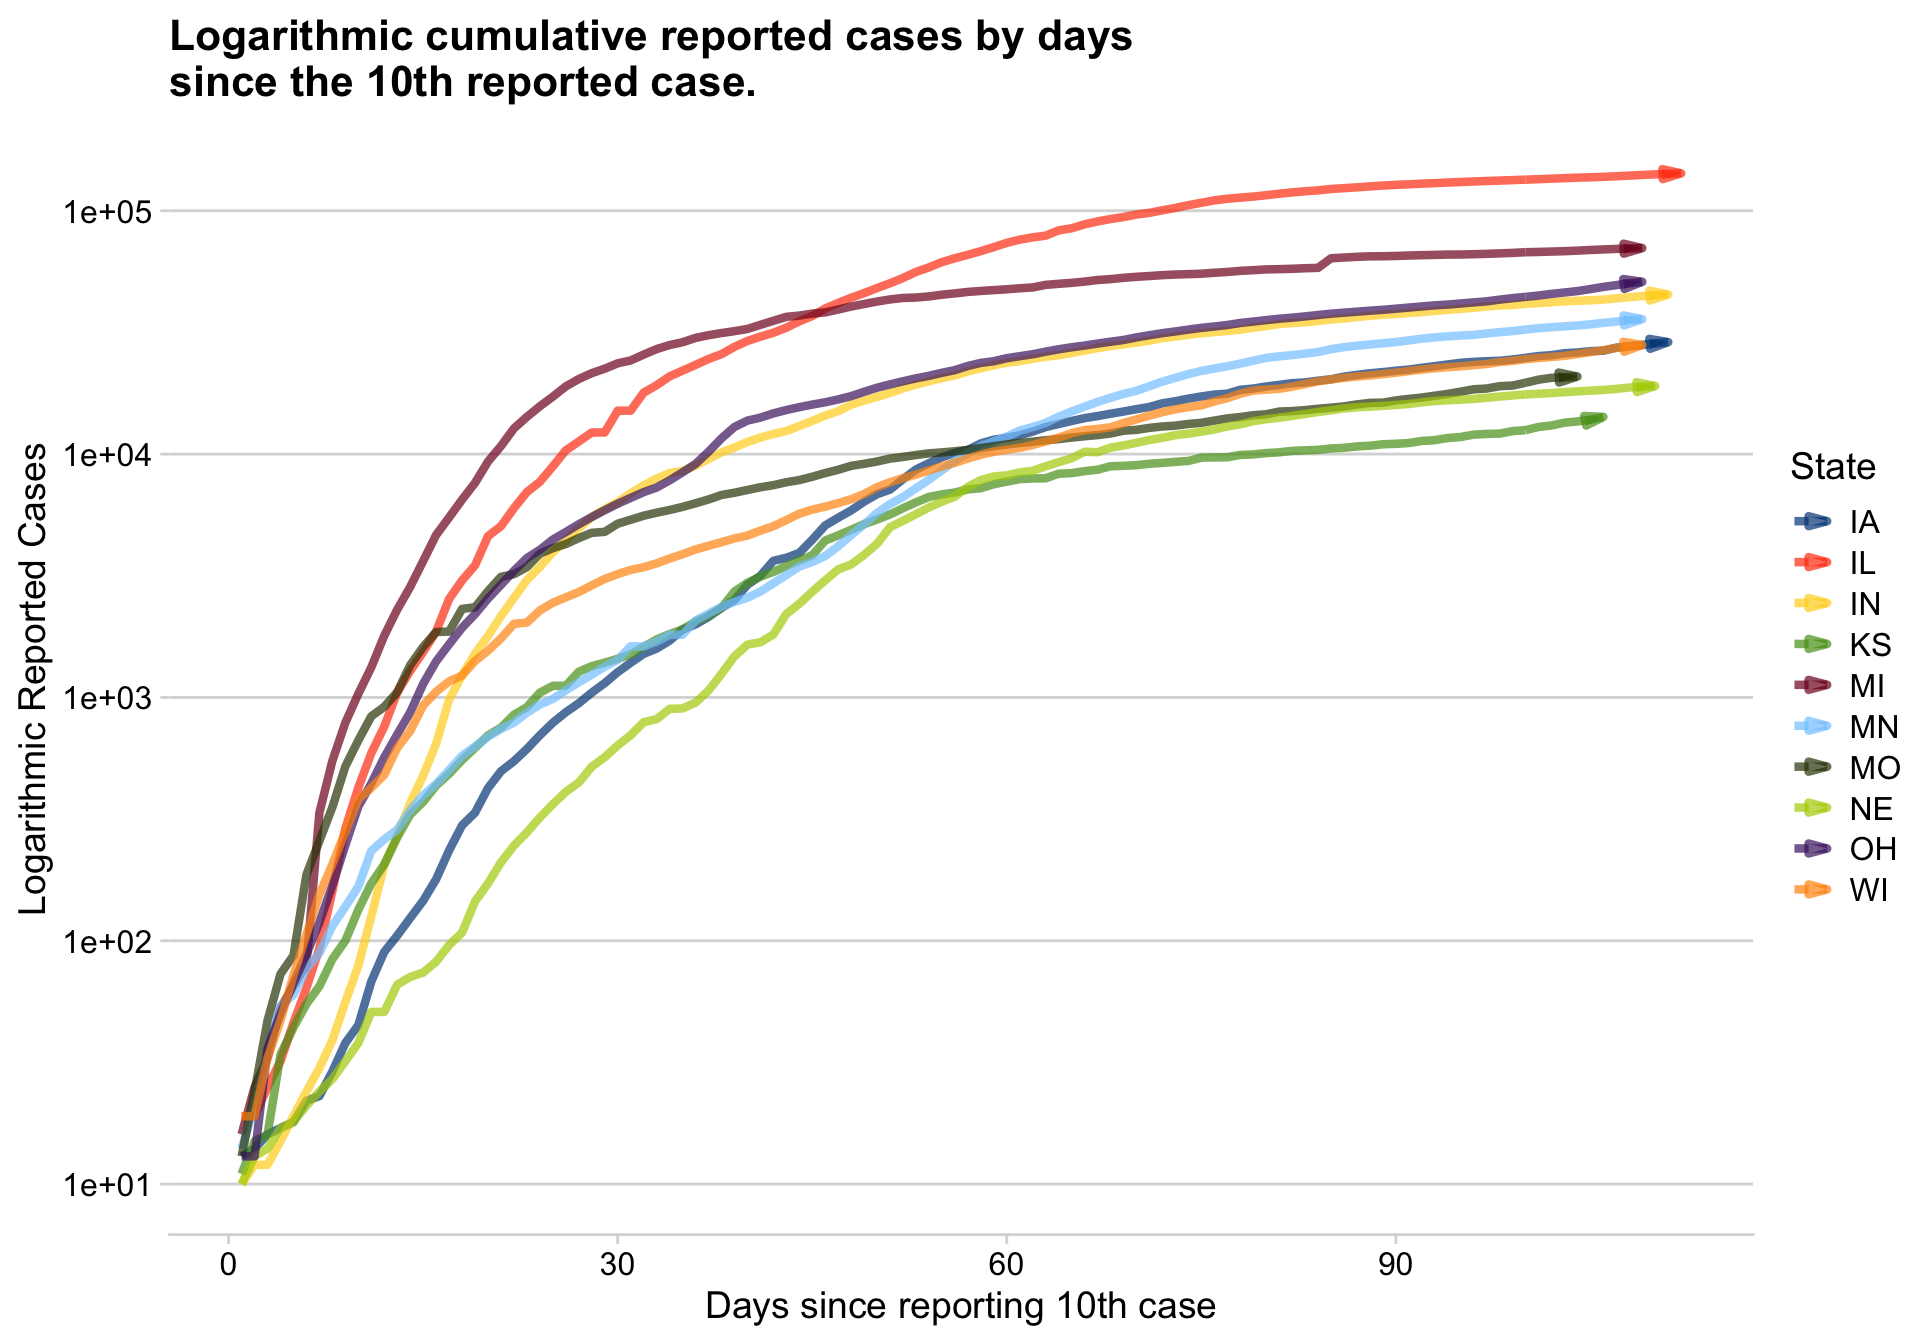 Logarithmic cumulative reported cases by days
since the 10th reported case.
1e+05
1e+04
1e+03
1e+02
1e+01
Logarithmic Reported Cases
0 30 60 90
Days since reporting 10th case
State
IA
IL
IN
KS
MI
MN
MO
NE
OH
WI